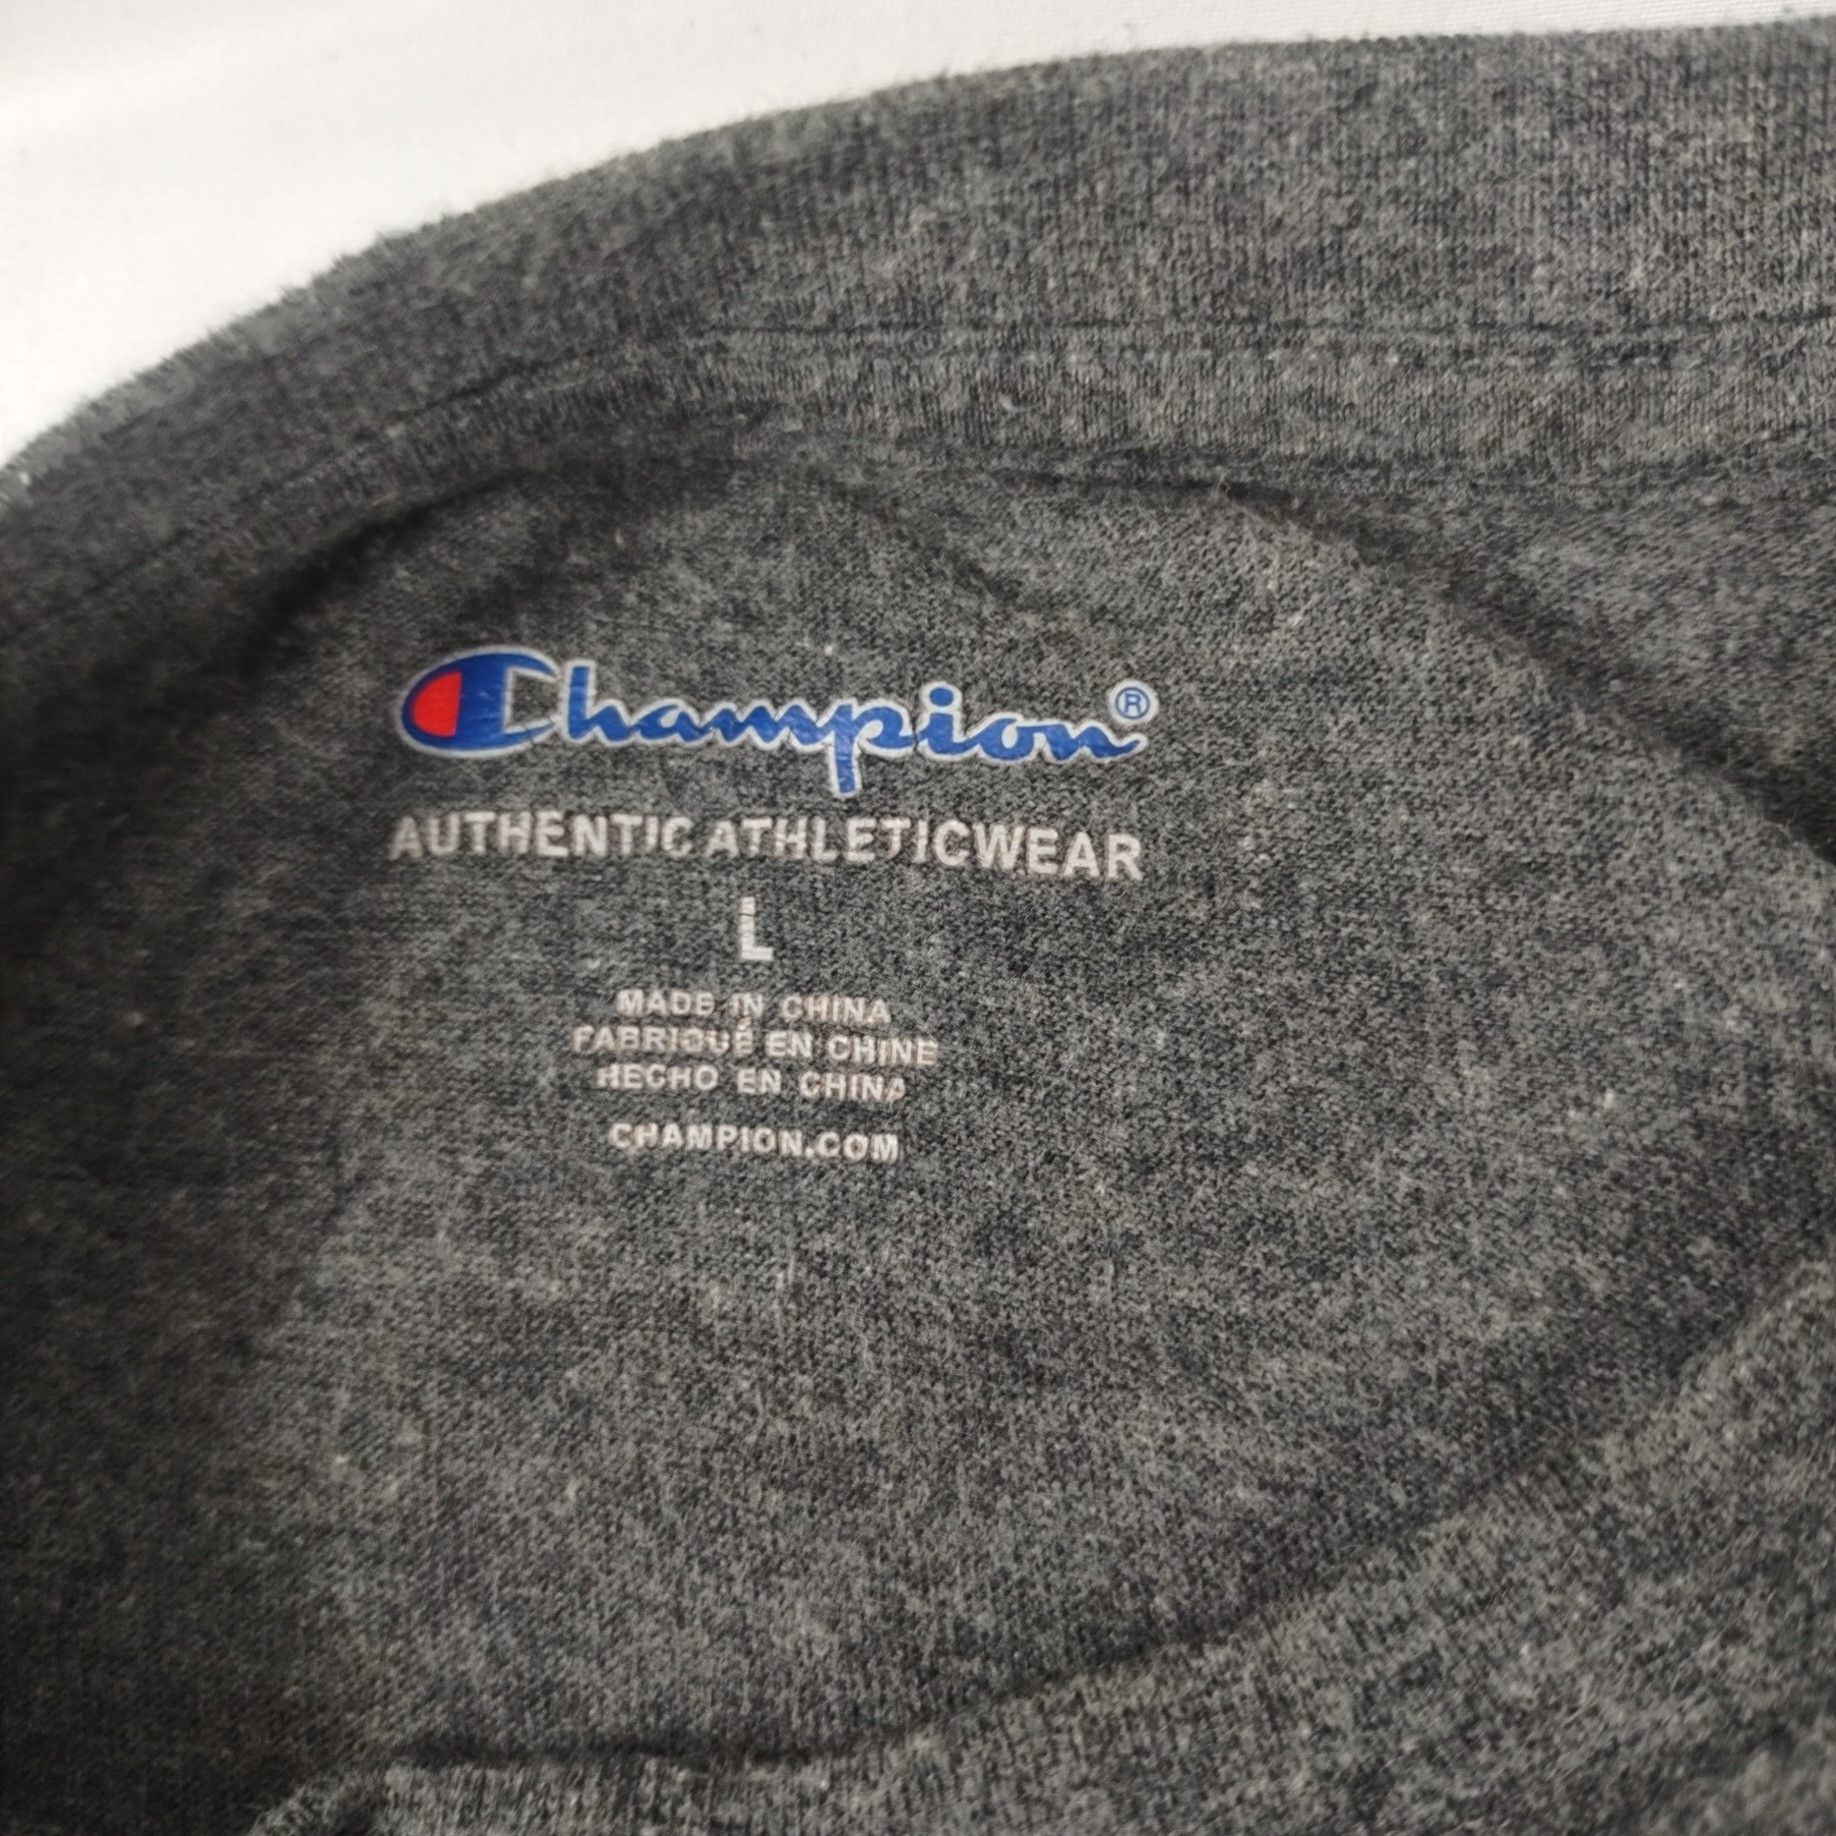 Champion®
AUTHENTIC ATHLETICWEAR
L
MADE IN CHINA
FABRIQUÉ EN CHINE
HECHO EN CHINA
CHAMPION.COM